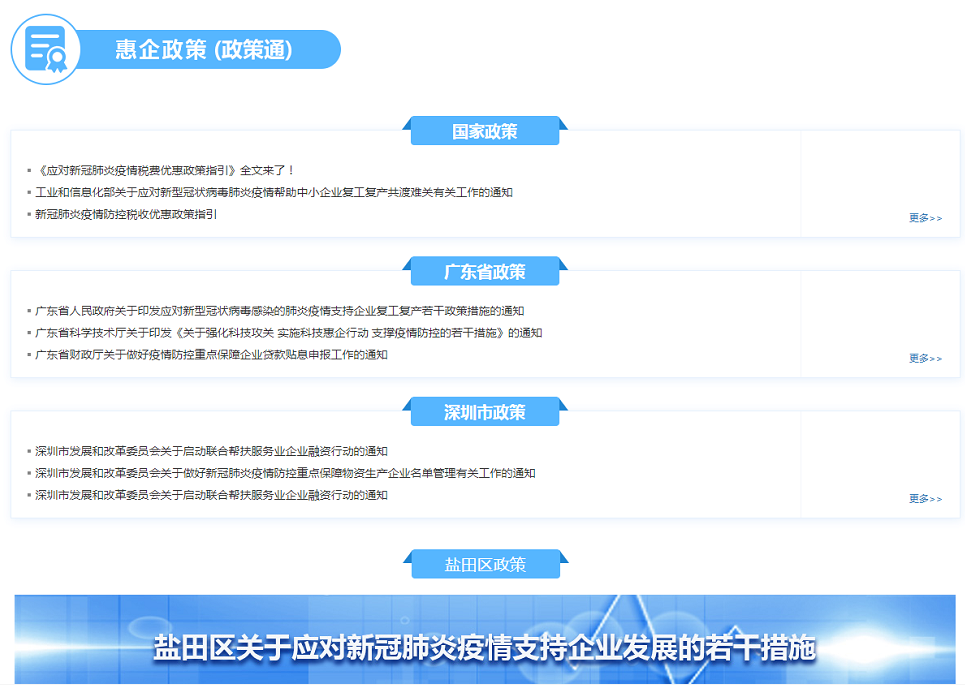 惠企政策 (政策通)
国家政策
《应对新冠肺炎疫情税费优惠政策指引》全文来了！
工业和信息化部关于应对新型冠状病毒肺炎疫情帮助中小企业复工复产共渡难关有关工作的通知
新冠肺炎疫情防控税收优惠政策指引
更多>>
广东省政策
广东省人民政府关于印发应对新型冠状病毒感染的肺炎疫情支持企业复工复产若干政策措施的通知
广东省科学技术厅关于印发《关于强化科技攻关 实施科技惠企行动 支撑疫情防控的若干措施》的通知
广东省财政厅关于做好疫情防控重点保障企业贷款贴息申报工作的通知
更多>>
深圳市政策
深圳市发展和改革委员会关于启动联合帮扶服务业企业融资行动的通知
深圳市发展和改革委员会关于做好新冠肺炎疫情防控重点保障物资生产企业名单管理有关工作的通知
深圳市发展和改革委员会关于启动联合帮扶服务业企业融资行动的通知
更多>>
盐田区政策
盐田区关于应对新冠肺炎疫情支持企业发展的若干措施